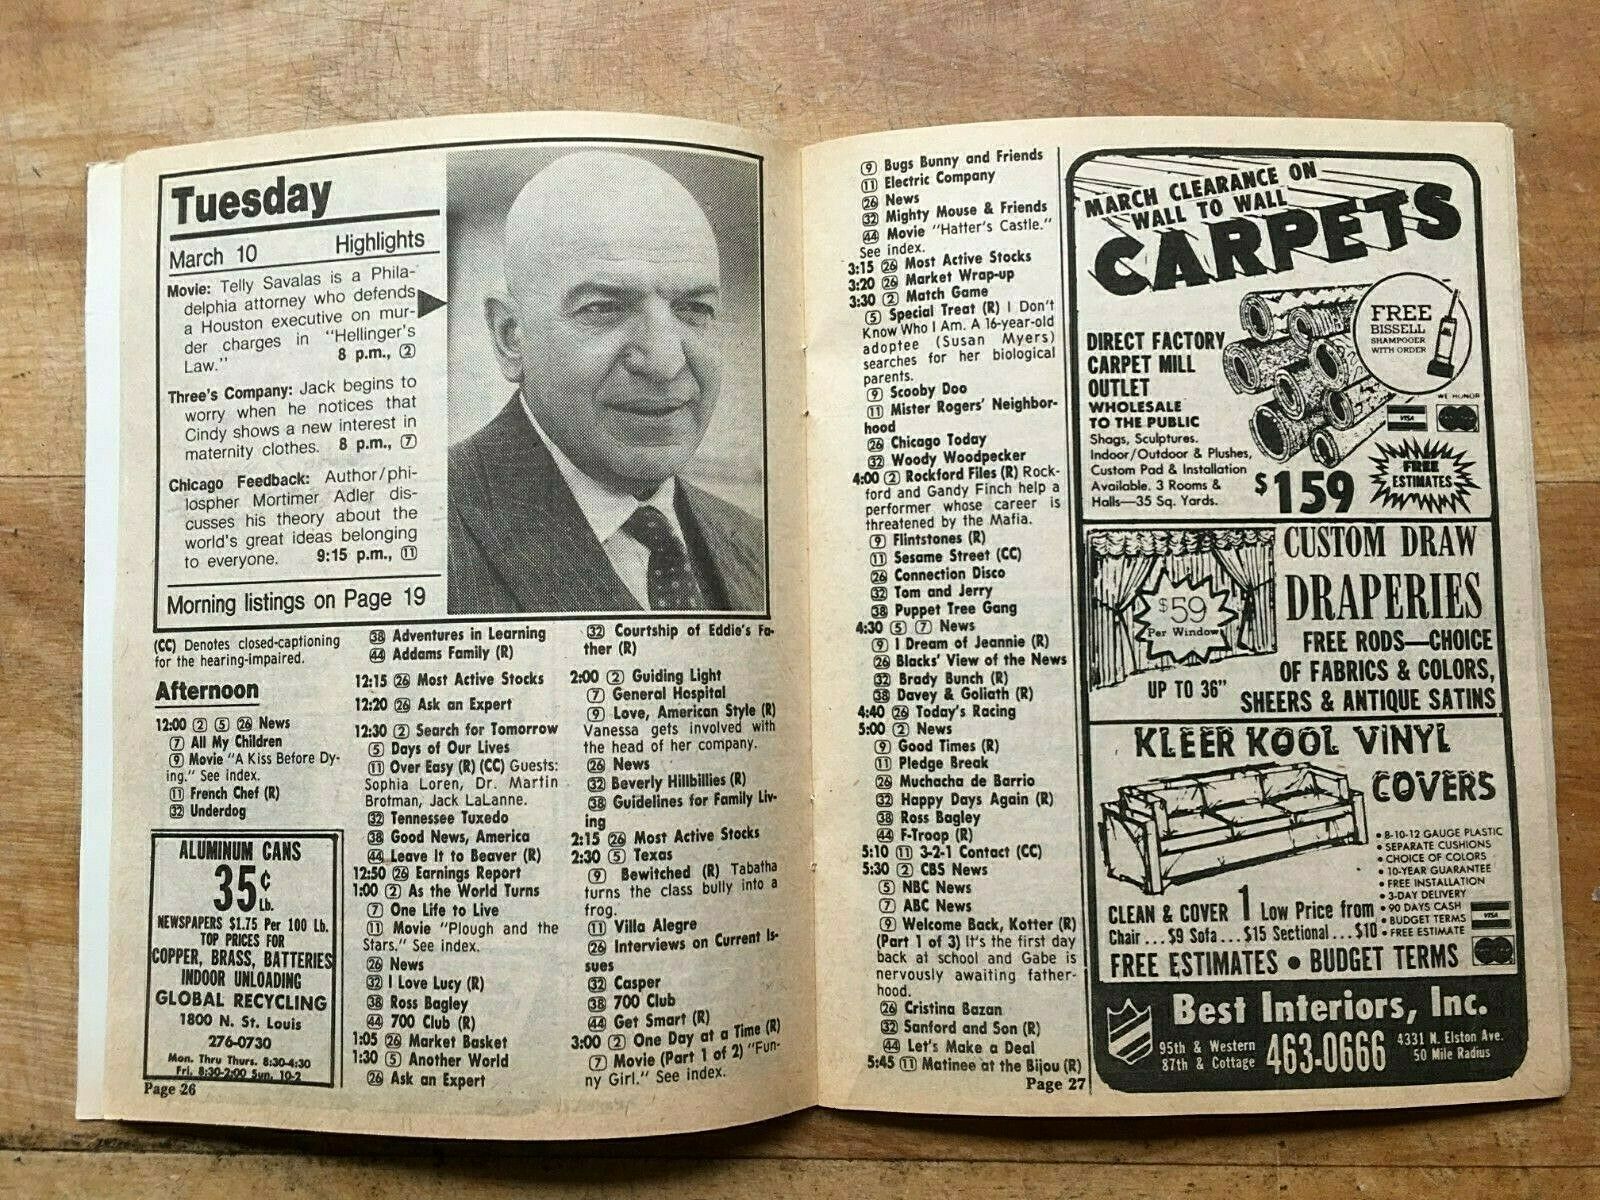 Tuesday
March 10 Highlights
Movie: Telly Savalas is a Phila-
delphia attorney who defends
a Houston executive on mur-
der charges in "Hellinger's
Law." 8 p.m., ②
Three's Company: Jack begins to
worry when he notices that
Cindy shows a new interest in
maternity clothes. 8 p.m., ⑦
Chicago Feedback: Author/phi-
lospher Mortimer Adler dis-
cusses his theory about the
world's great ideas belonging
to everyone. 9:15 p.m., ⑪
Morning listings on Page 19
(CC) Denotes closed-captioning
for the hearing-impaired.
Afternoon
12:00 ② ⑤ ㉖ News
⑦ All My Children
⑨ Movie "A Kiss Before Dy-
ing." See index.
⑪ French Chef (R)
㉜ Underdog
ALUMINUM CANS
35¢ Lb.
NEWSPAPERS $1.75 Per 100 Lb.
TOP PRICES FOR
COPPER, BRASS, BATTERIES
INDOOR UNLOADING
GLOBAL RECYCLING
1800 N. St. Louis
276-0730
Mon. Thru Thurs. 8:30-4:30
Fri. 8:30-2:00 Sun. 10-2
Page 26
㊳ Adventures in Learning
㊹ Addams Family (R)
12:15 ㉖ Most Active Stocks
12:20 ㉖ Ask an Expert
12:30 ② Search for Tomorrow
⑤ Days of Our Lives
⑪ Over Easy (R) (CC) Guests:
Sophia Loren, Dr. Martin
Brotman, Jack LaLanne.
㉜ Tennessee Tuxedo
㊳ Good News, America
㊹ Leave It to Beaver (R)
12:50 ㉖ Earnings Report
1:00 ② As the World Turns
⑦ One Life to Live
⑪ Movie "Plough and the
Stars." See index.
㉖ News
㉜ I Love Lucy (R)
㊳ Ross Bagley
㊹ 700 Club (R)
1:05 ㉖ Market Basket
1:30 ⑤ Another World
㉖ Ask an Expert
㉜ Courtship of Eddie's Fa-
ther (R)
2:00 ② Guiding Light
⑦ General Hospital
⑨ Love, American Style (R)
Vanessa gets involved with
the head of her company.
㉖ News
㉜ Beverly Hillbillies (R)
㊳ Guidelines for Family Liv-
ing
2:15 ㉖ Most Active Stocks
2:30 ⑤ Texas
⑨ Bewitched (R) Tabatha
turns the class bully into a
frog.
⑪ Villa Alegre
㉖ Interviews on Current Is-
sues
㉜ Casper
㊳ 700 Club
㊹ Get Smart (R)
3:00 ② One Day at a Time (R)
⑦ Movie (Part 1 of 2) "Fun-
ny Girl." See index.
⑨ Bugs Bunny and Friends
⑪ Electric Company
㉖ News
㉜ Mighty Mouse & Friends
㊹ Movie "Hatter's Castle."
See index.
3:15 ㉖ Most Active Stocks
3:20 ㉖ Market Wrap-up
3:30 ② Match Game
⑤ Special Treat (R) I Don't
Know Who I Am. A 16-year-old
adoptee (Susan Myers)
searches for her biological
parents.
⑨ Scooby Doo
⑪ Mister Rogers' Neighbor-
hood
㉖ Chicago Today
㉜ Woody Woodpecker
4:00 ② Rockford Files (R) Rock-
ford and Gandy Finch help a
performer whose career is
threatened by the Mafia.
⑨ Flintstones (R)
⑪ Sesame Street (CC)
㉖ Connection Disco
㉜ Tom and Jerry
㊳ Puppet Tree Gang
4:30 ⑤ ⑦ News
⑨ I Dream of Jeannie (R)
㉖ Blacks' View of the News
㉜ Brady Bunch (R)
㊳ Davey & Goliath (R)
4:40 ㉖ Today's Racing
5:00 ② News
⑨ Good Times (R)
⑪ Pledge Break
㉖ Muchacha de Barrio
㉜ Happy Days Again (R)
㊳ Ross Bagley
㊹ F-Troop (R)
5:10 ⑪ 3-2-1 Contact (CC)
5:30 ② CBS News
⑤ NBC News
⑦ ABC News
⑨ Welcome Back, Kotter (R)
(Part 1 of 3) It's the first day
back at school and Gabe is
nervously awaiting father-
hood.
㉖ Cristina Bazan
㉜ Sanford and Son (R)
㊹ Let's Make a Deal
5:45 ⑪ Matinee at the Bijou (R)
Page 27
MARCH CLEARANCE ON
WALL TO WALL
CARPETS
FREE
BISSELL
SHAMPOOER
WITH ORDER
DIRECT FACTORY
CARPET MILL
OUTLET
WHOLESALE
TO THE PUBLIC
Shags, Sculptures.
Indoor/Outdoor & Plushes,
Custom Pad & Installation
Available. 3 Rooms &
Halls—35 Sq. Yards.
$159
WE HONOR
VISA
FREE
ESTIMATES
CUSTOM DRAW
DRAPERIES
$59
Per Window
UP TO 36"
FREE RODS—CHOICE
OF FABRICS & COLORS,
SHEERS & ANTIQUE SATINS
KLEER KOOL VINYL
COVERS
• 8-10-12 GAUGE PLASTIC
• SEPARATE CUSHIONS
• CHOICE OF COLORS
• 10-YEAR GUARANTEE
• FREE INSTALLATION
• 3-DAY DELIVERY
• 90 DAYS CASH
• BUDGET TERMS
• FREE ESTIMATE
VISA
CLEAN & COVER 1 Low Price from
Chair...$9 Sofa...$15 Sectional...$10
FREE ESTIMATES • BUDGET TERMS
Best Interiors, Inc.
95th & Western
87th & Cottage
463-0666
4331 N. Elston Ave.
50 Mile Radius